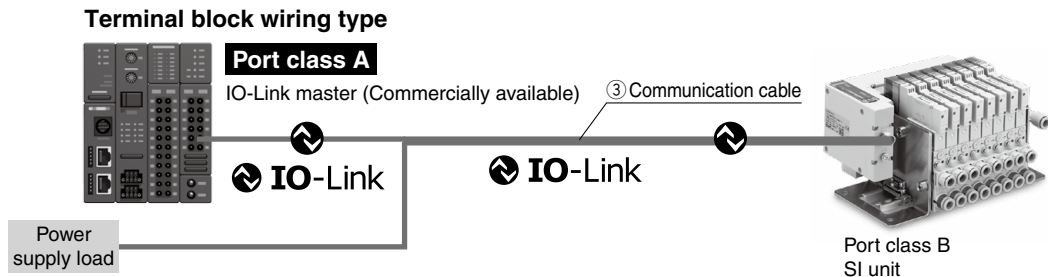 Terminal block wiring type
Port class A
IO-Link master (Commercially available)
③ Communication cable
IO-Link
IO-Link
Power
supply load
Port class B
SI unit